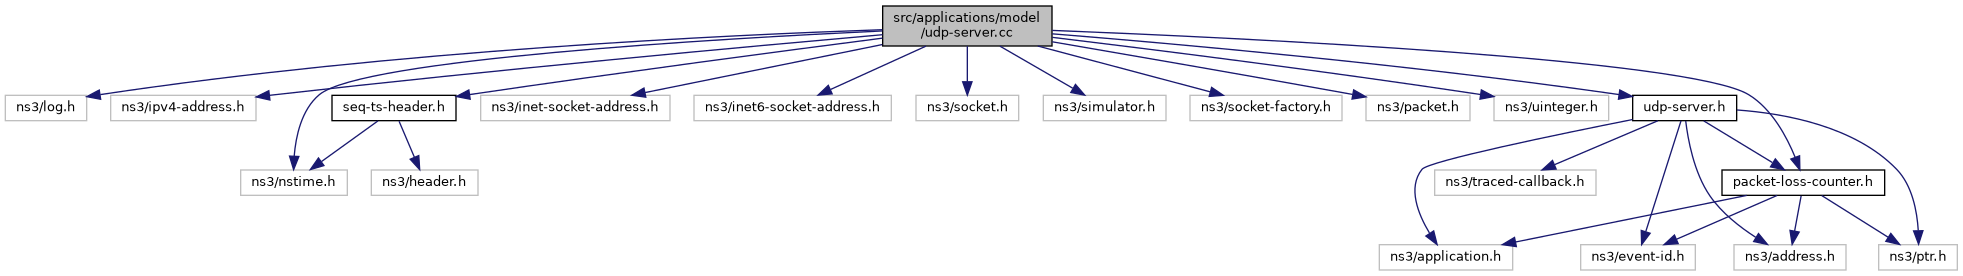 src/applications/model
/udp-server.cc
ns3/log.h
ns3/ipv4-address.h
seq-ts-header.h
ns3/inet-socket-address.h
ns3/inet6-socket-address.h
ns3/socket.h
ns3/simulator.h
ns3/socket-factory.h
ns3/packet.h
ns3/uinteger.h
udp-server.h
ns3/nstime.h
ns3/header.h
ns3/traced-callback.h
packet-loss-counter.h
ns3/application.h
ns3/event-id.h
ns3/address.h
ns3/ptr.h